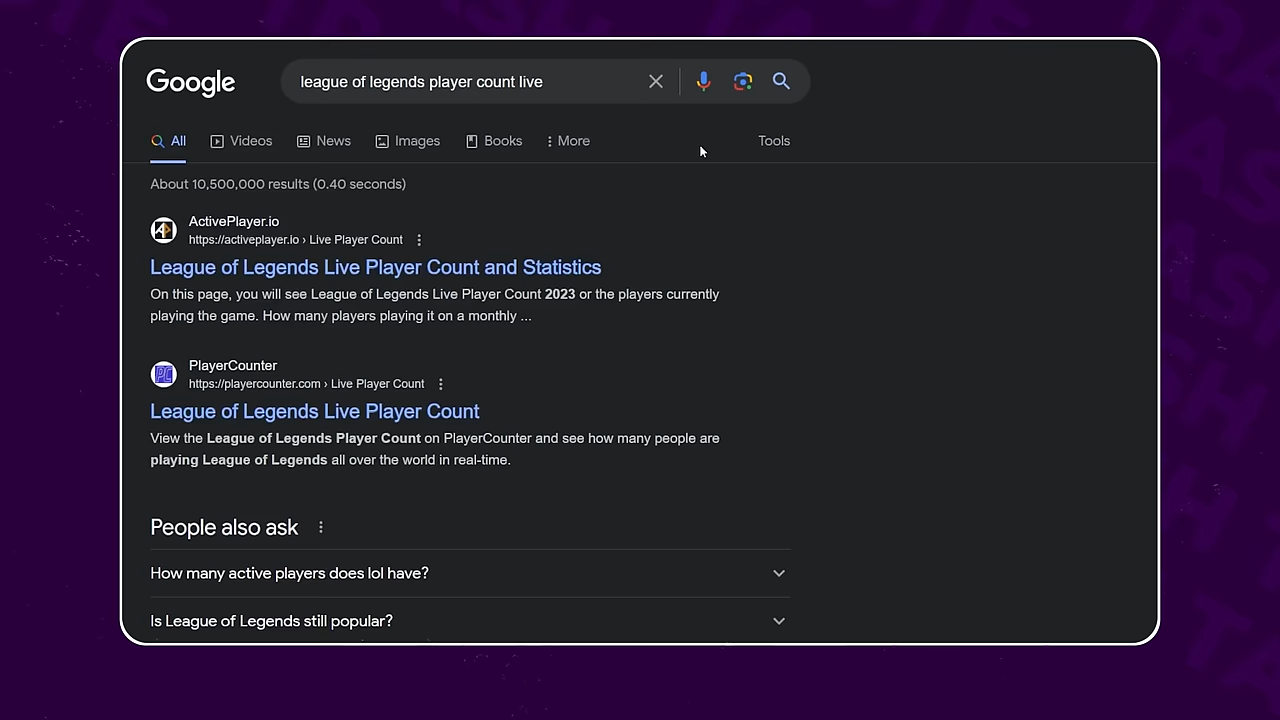 Google
league of legends player count live
All Videos News Images Books More Tools
About 10,500,000 results (0.40 seconds)
ActivePlayer.io
https://activeplayer.io › Live Player Count
League of Legends Live Player Count and Statistics
On this page, you will see League of Legends Live Player Count 2023 or the players currently
playing the game. How many players playing it on a monthly ...
PC
PlayerCounter
https://playercounter.com › Live Player Count
League of Legends Live Player Count
View the League of Legends Player Count on PlayerCounter and see how many people are
playing League of Legends all over the world in real-time.
People also ask
How many active players does lol have?
Is League of Legends still popular?